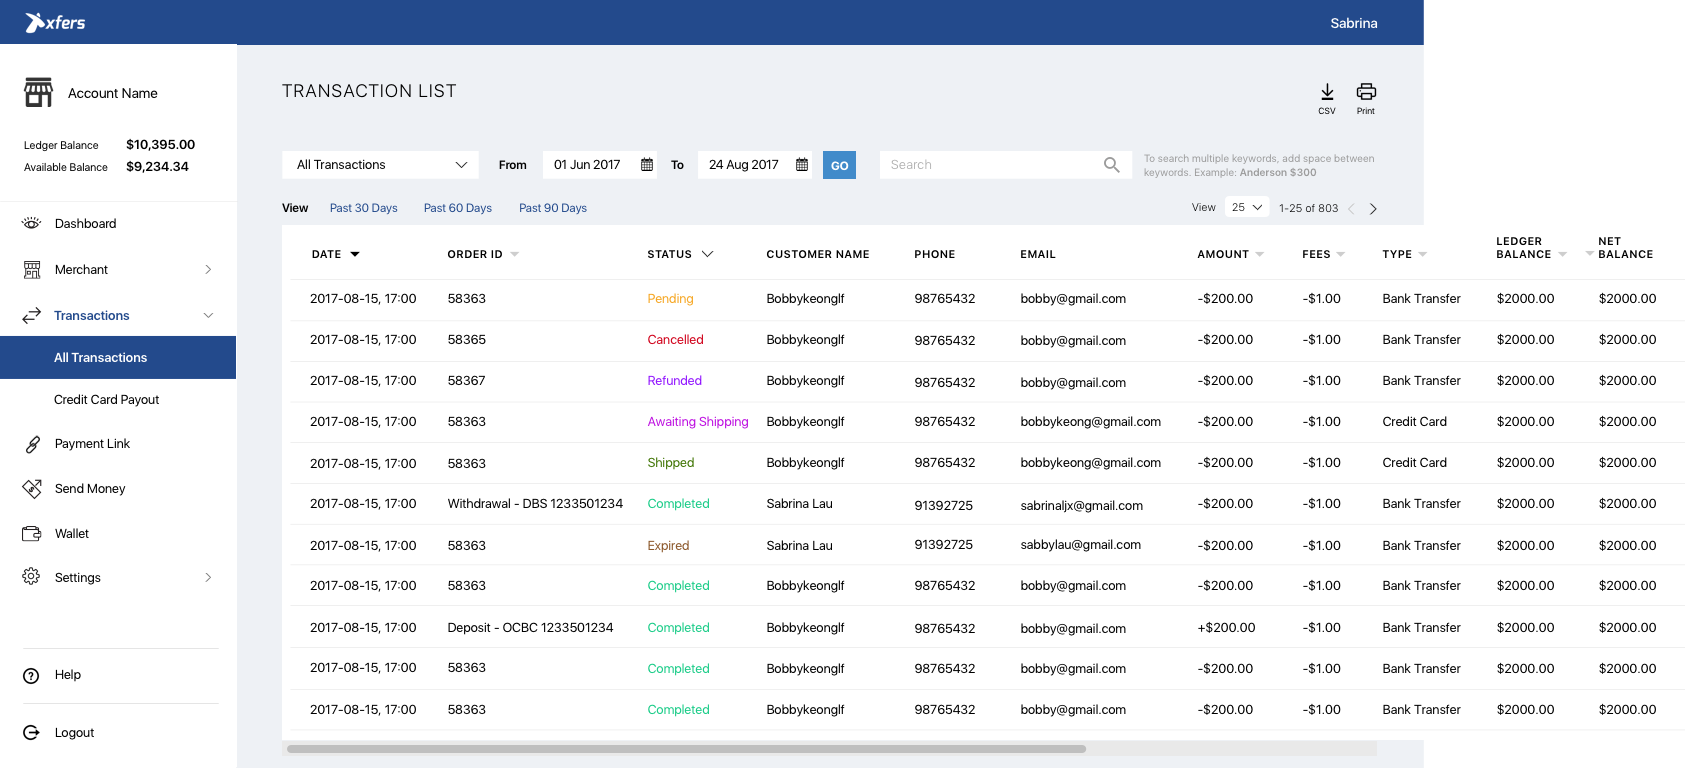 xfers
Sabrina
Account Name
Ledger Balance $10,395.00
Available Balance $9,234.34
Dashboard
Merchant
Transactions
All Transactions
Credit Card Payout
Payment Link
Send Money
Wallet
Settings
Help
Logout
TRANSACTION LIST
CSV Print
All Transactions From 01 Jun 2017 To 24 Aug 2017 GO Search
To search multiple keywords, add space between
keywords. Example: Anderson $300
View Past 30 Days Past 60 Days Past 90 Days View 25 1-25 of 803
DATE ORDER ID STATUS CUSTOMER NAME PHONE EMAIL AMOUNT FEES TYPE LEDGER BALANCE NET BALANCE
2017-08-15, 17:00 58363 Pending Bobbykeonglf 98765432 bobby@gmail.com -$200.00 -$1.00 Bank Transfer $2000.00 $2000.00
2017-08-15, 17:00 58365 Cancelled Bobbykeonglf 98765432 bobby@gmail.com -$200.00 -$1.00 Bank Transfer $2000.00 $2000.00
2017-08-15, 17:00 58367 Refunded Bobbykeonglf 98765432 bobby@gmail.com -$200.00 -$1.00 Bank Transfer $2000.00 $2000.00
2017-08-15, 17:00 58363 Awaiting Shipping Bobbykeonglf 98765432 bobbykeong@gmail.com -$200.00 -$1.00 Credit Card $2000.00 $2000.00
2017-08-15, 17:00 58363 Shipped Bobbykeonglf 98765432 bobbykeong@gmail.com -$200.00 -$1.00 Credit Card $2000.00 $2000.00
2017-08-15, 17:00 Withdrawal - DBS 1233501234 Completed Sabrina Lau 91392725 sabrinaljx@gmail.com -$200.00 -$1.00 Bank Transfer $2000.00 $2000.00
2017-08-15, 17:00 58363 Expired Sabrina Lau 91392725 sabbylau@gmail.com -$200.00 -$1.00 Bank Transfer $2000.00 $2000.00
2017-08-15, 17:00 58363 Completed Bobbykeonglf 98765432 bobby@gmail.com -$200.00 -$1.00 Bank Transfer $2000.00 $2000.00
2017-08-15, 17:00 Deposit - OCBC 1233501234 Completed Bobbykeonglf 98765432 bobby@gmail.com +$200.00 -$1.00 Bank Transfer $2000.00 $2000.00
2017-08-15, 17:00 58363 Completed Bobbykeonglf 98765432 bobby@gmail.com -$200.00 -$1.00 Bank Transfer $2000.00 $2000.00
2017-08-15, 17:00 58363 Completed Bobbykeonglf 98765432 bobby@gmail.com -$200.00 -$1.00 Bank Transfer $2000.00 $2000.00